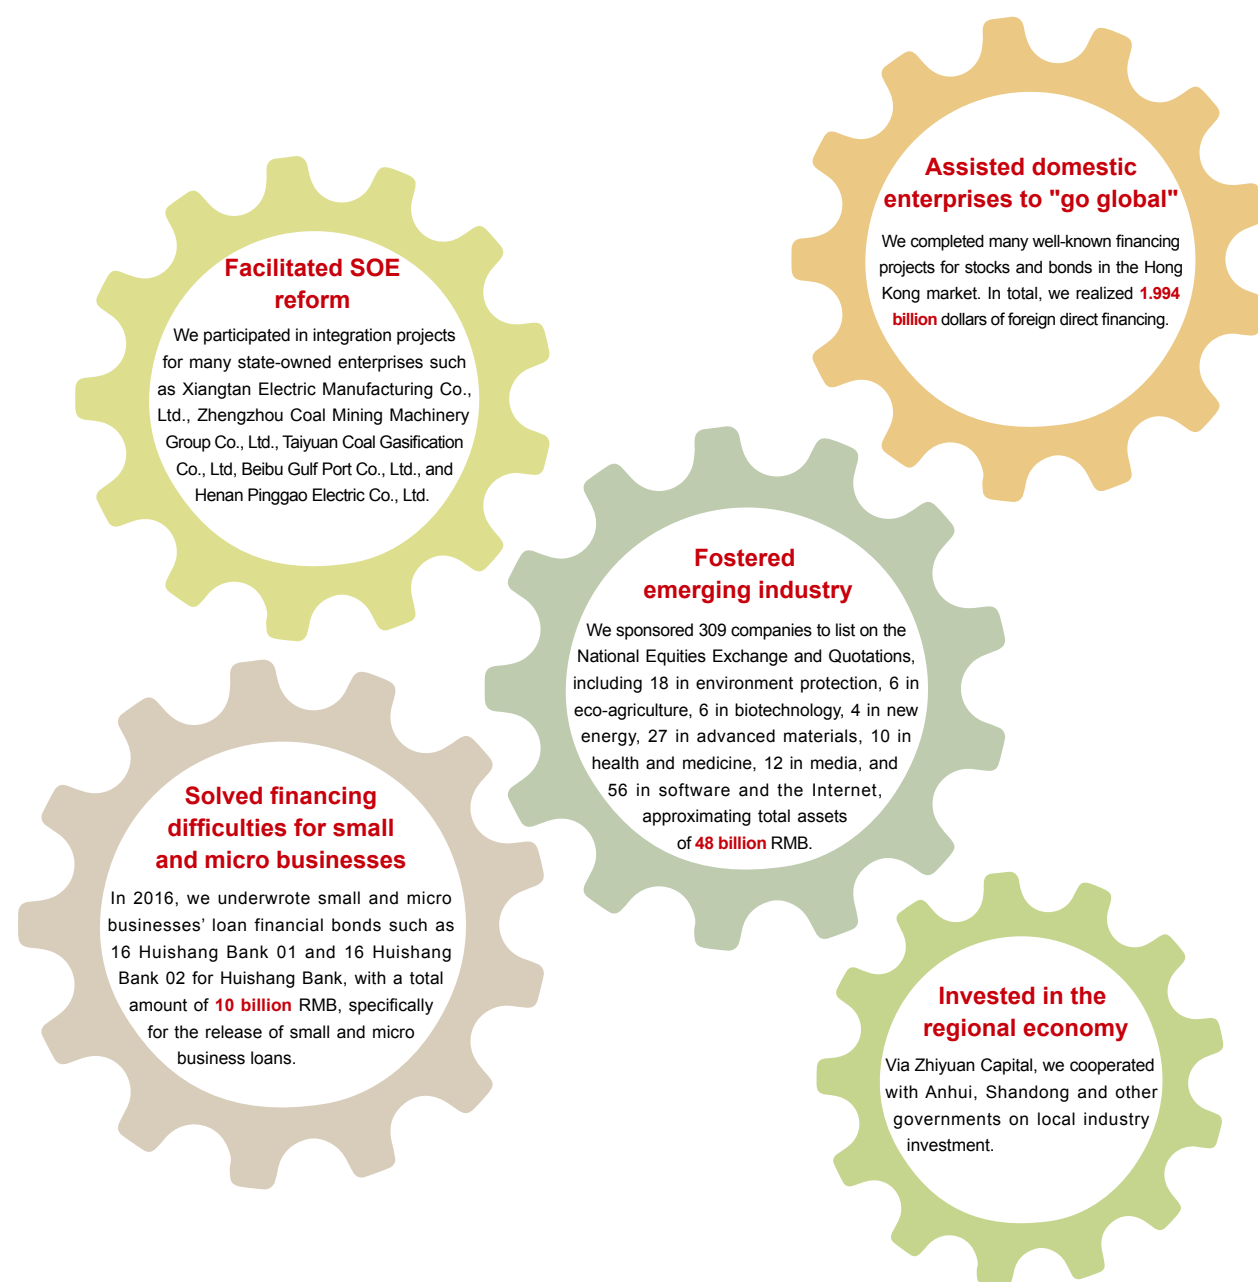 Assisted domestic
enterprises to "go global"
We completed many well-known financing
projects for stocks and bonds in the Hong
Kong market. In total, we realized 1.994
billion dollars of foreign direct financing.
Facilitated SOE
reform
We participated in integration projects
for many state-owned enterprises such
as Xiangtan Electric Manufacturing Co.,
Ltd., Zhengzhou Coal Mining Machinery
Group Co., Ltd., Taiyuan Coal Gasification
Co., Ltd, Beibu Gulf Port Co., Ltd., and
Henan Pinggao Electric Co., Ltd.
Fostered
emerging industry
We sponsored 309 companies to list on the
National Equities Exchange and Quotations,
including 18 in environment protection, 6 in
eco-agriculture, 6 in biotechnology, 4 in new
energy, 27 in advanced materials, 10 in
health and medicine, 12 in media, and
56 in software and the Internet,
approximating total assets
of 48 billion RMB.
Solved financing
difficulties for small
and micro businesses
In 2016, we underwrote small and micro
businesses’ loan financial bonds such as
16 Huishang Bank 01 and 16 Huishang
Bank 02 for Huishang Bank, with a total
amount of 10 billion RMB, specifically
for the release of small and micro
business loans.
Invested in the
regional economy
Via Zhiyuan Capital, we cooperated
with Anhui, Shandong and other
governments on local industry
investment.